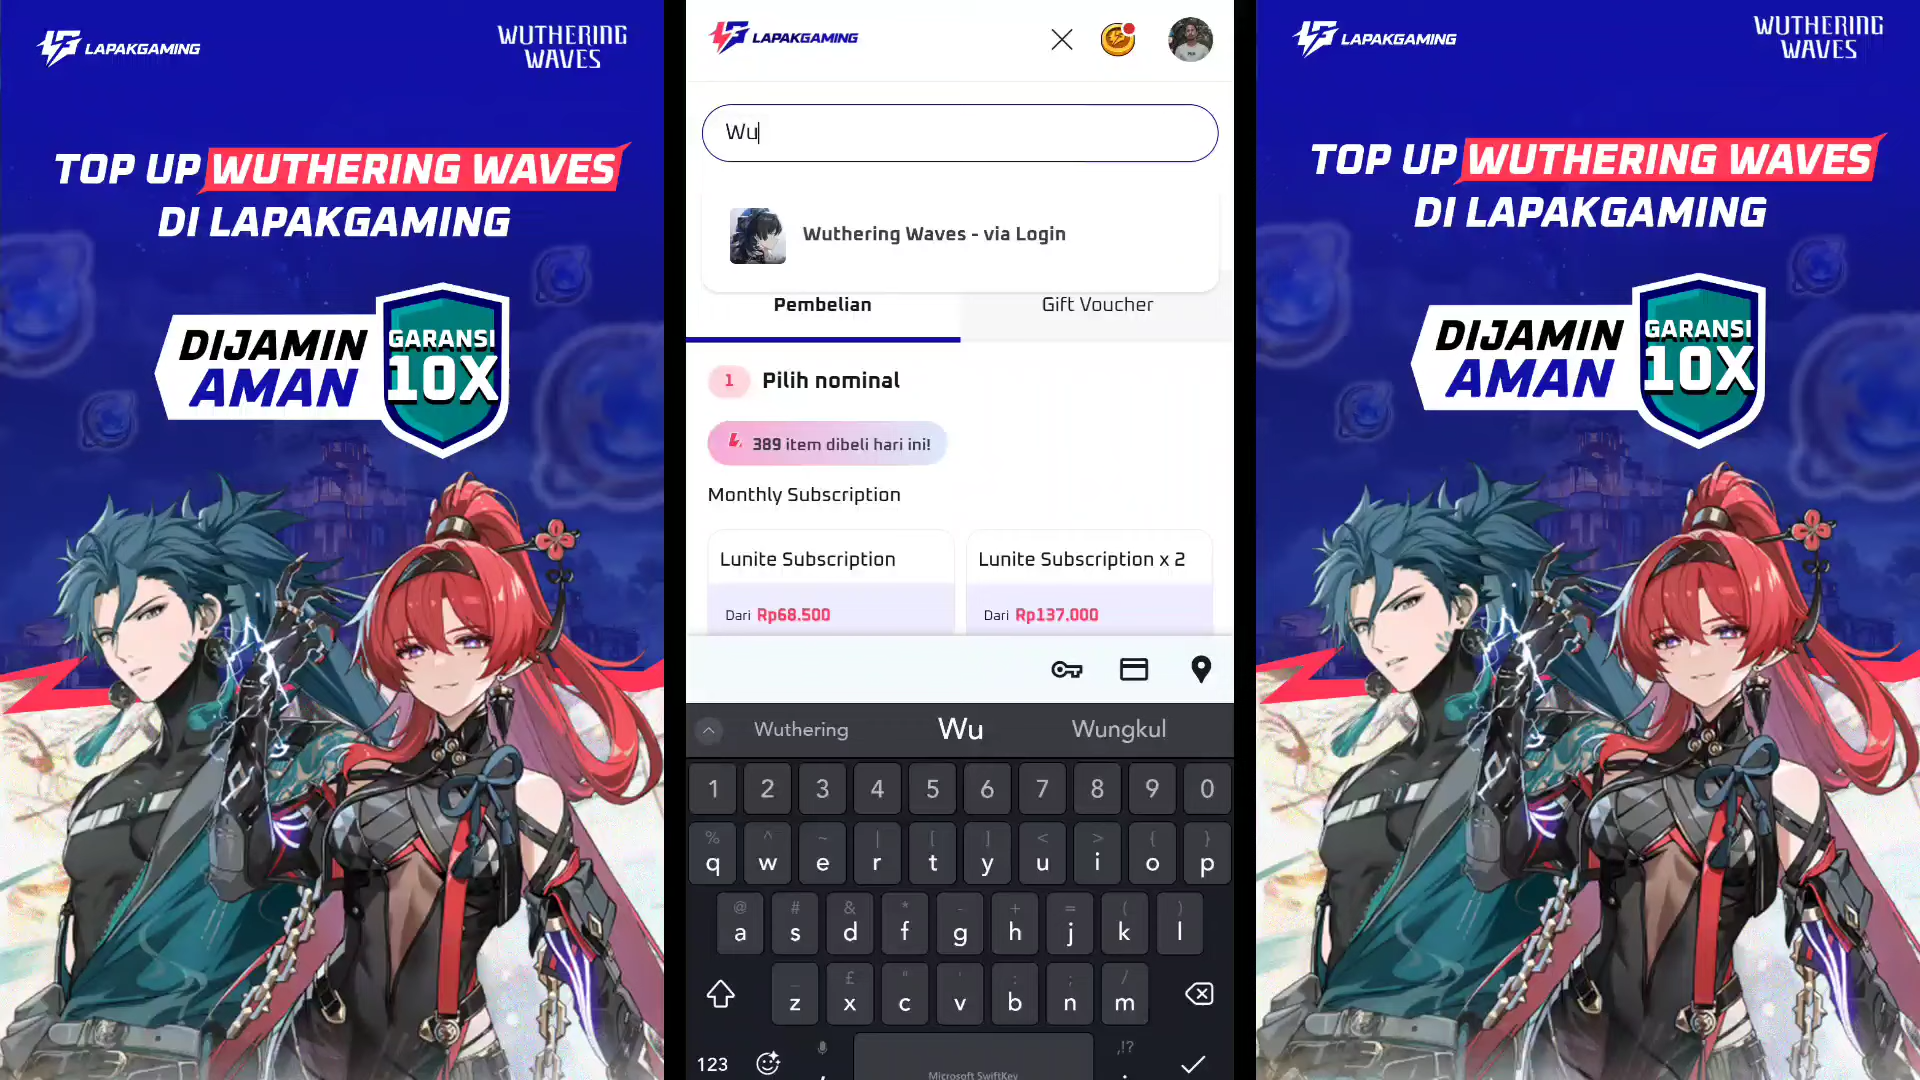 LAPAKGAMING
WUTHERING
WAVES
TOP UP WUTHERING WAVES
DI LAPAKGAMING
DIJAMIN
AMAN
GARANSI
10X
LAPAKGAMING
Wu
Wuthering Waves - via Login
Pembelian
Gift Voucher
1 Pilih nominal
389 item dibeli hari ini!
Monthly Subscription
Lunite Subscription
Dari Rp68.500
Lunite Subscription x 2
Dari Rp137.000
Wuthering Wu Wungkul
1 2 3 4 5 6 7 8 9 0
% ^ ~ | [ ] < > { }
q w e r t y u i o p
@ # & * - + = ( )
a s d f g h j k l
_ £ " ' : ; /
z x c v b n m
123 , ,!? .
Microsoft SwiftKey
LAPAKGAMING
WUTHERING
WAVES
TOP UP WUTHERING WAVES
DI LAPAKGAMING
DIJAMIN
AMAN
GARANSI
10X